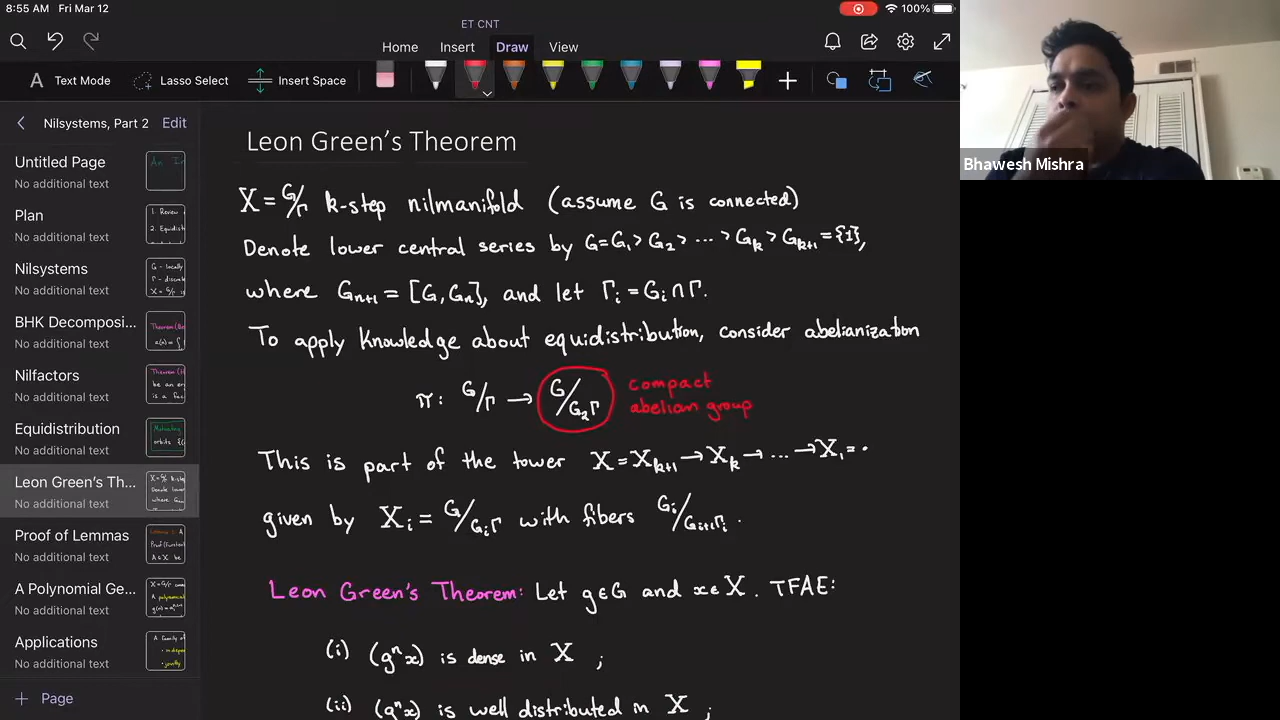 8:55 AM Fri Mar 12
100%
ET CNT
Home Insert Draw View
Text Mode Lasso Select Insert Space
Nilsystems, Part 2 Edit
Untitled Page
No additional text
Plan
No additional text
Nilsystems
No additional text
BHK Decomposi...
No additional text
Nilfactors
No additional text
Equidistribution
No additional text
Leon Green's Th...
No additional text
Proof of Lemmas
No additional text
A Polynomial Ge...
No additional text
Applications
No additional text
Page
Leon Green's Theorem
X = G/Γ k-step nilmanifold (assume G is connected)
Denote lower central series by G=G₁ > G₂ > ... > Gₖ > Gₖ₊₁ = {1},
where Gₙ₊₁ = [G, Gₙ], and let Γᵢ = Gᵢ ∩ Γ.
To apply knowledge about equidistribution, consider abelianization
π: G/Γ → G/G₂Γ compact
abelian group
This is part of the tower X = Xₖ₊₁ → Xₖ → ... → X₁ = ·
given by Xᵢ = G/GᵢΓ with fibers Gᵢ/Gᵢ₊₁Γᵢ .
Leon Green's Theorem: Let g∈G and x∈X. TFAE:
(i) (gⁿx) is dense in X ;
(ii) (gⁿx) is well distributed in X ;
Bhawesh Mishra